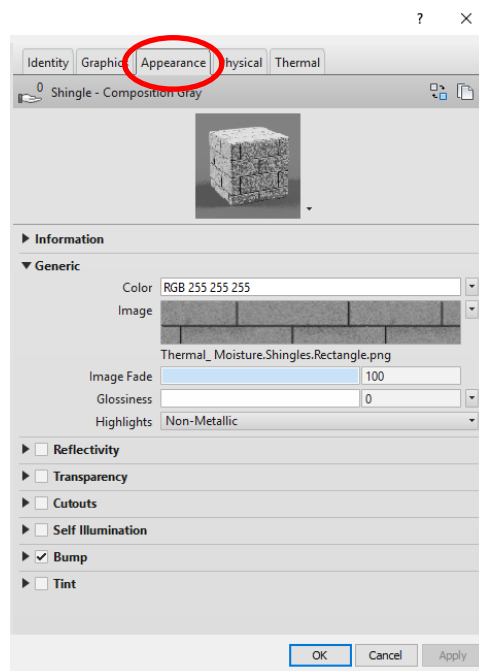 ?
Identity Graphics Appearance Physical Thermal
0 Shingle - Composition Gray
Information
Generic
Color RGB 255 255 255
Image
Thermal_ Moisture.Shingles.Rectangle.png
Image Fade 100
Glossiness 0
Highlights Non-Metallic
Reflectivity
Transparency
Cutouts
Self Illumination
Bump
Tint
OK Cancel Apply